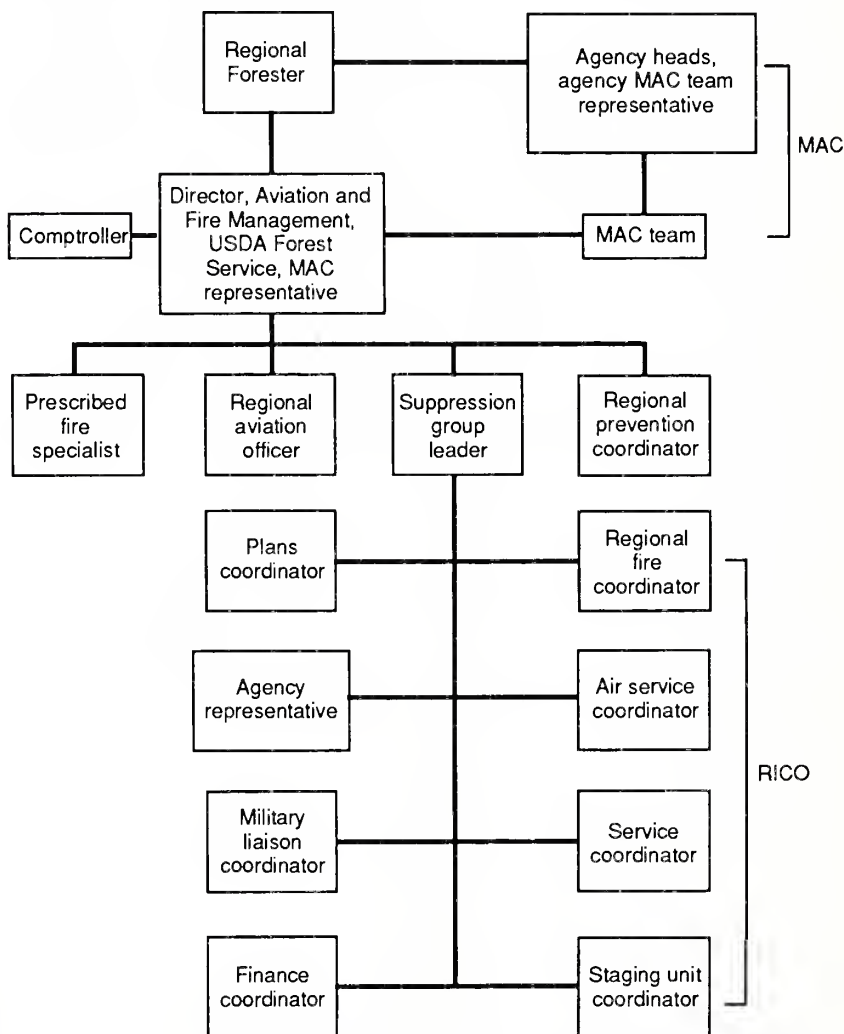 Regional
Forester
Agency heads,
agency MAC team
representative
MAC
Comptroller
Director, Aviation and
Fire Management,
USDA Forest
Service, MAC
representative
MAC team
Prescribed
fire
specialist
Regional
aviation
officer
Suppression
group
leader
Regional
prevention
coordinator
Plans
coordinator
Regional
fire
coordinator
Agency
representative
Air service
coordinator
RICO
Military
liaison
coordinator
Service
coordinator
Finance
coordinator
Staging unit
coordinator